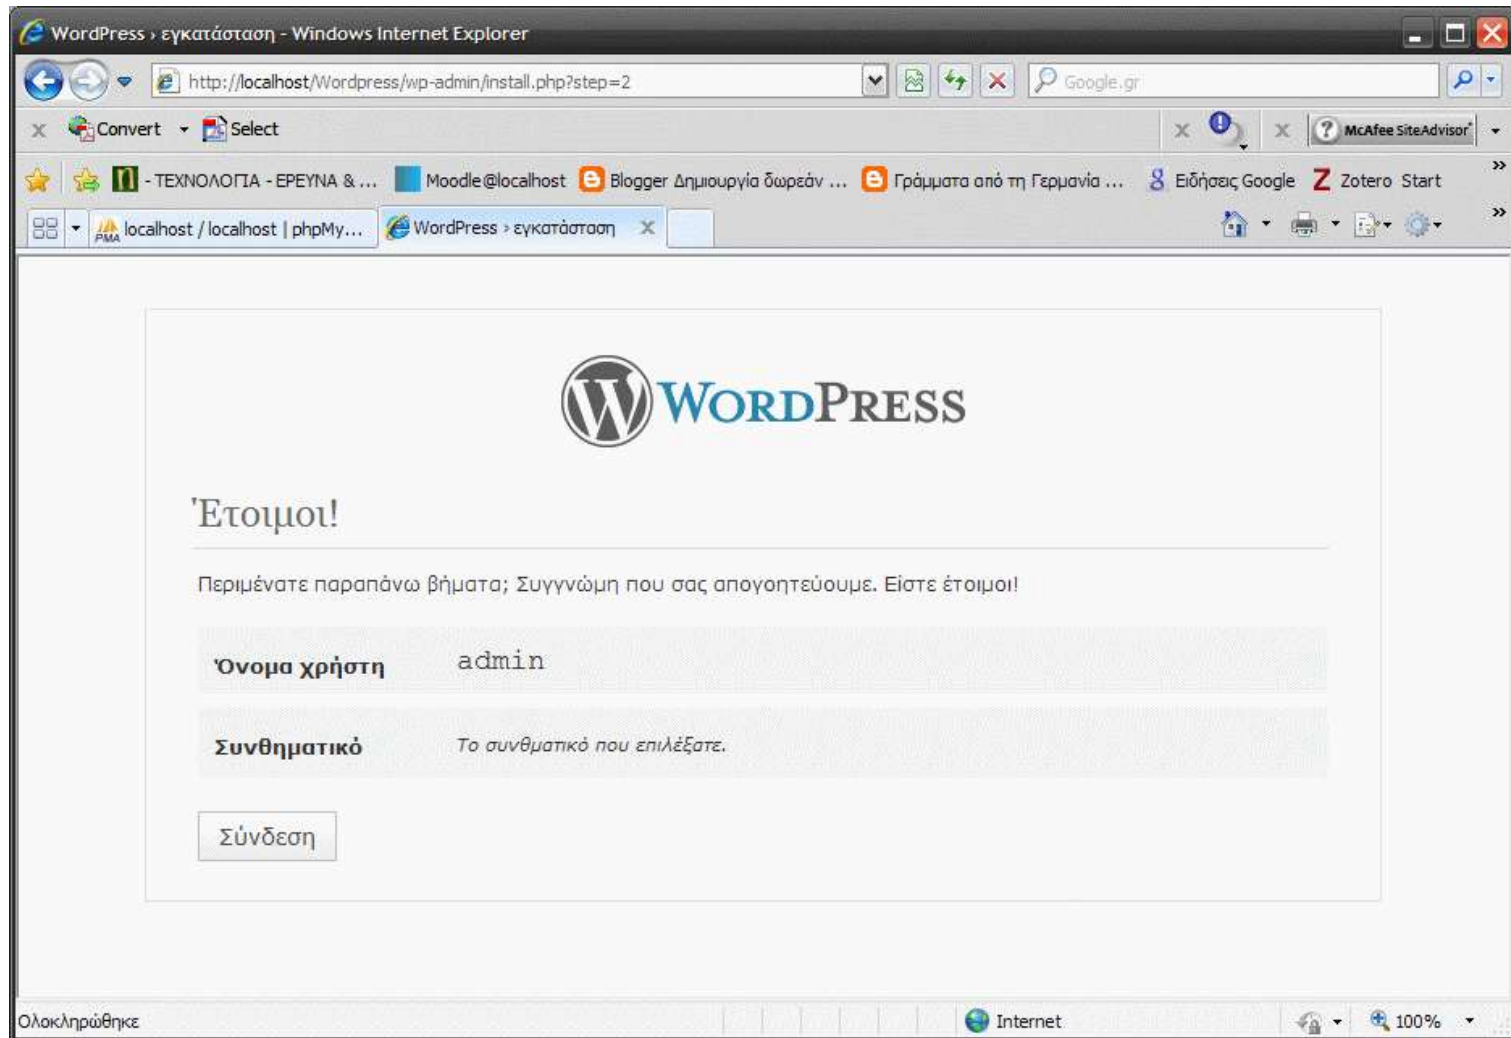 WordPress › εγκατάσταση - Windows Internet Explorer
http://localhost/Wordpress/wp-admin/install.php?step=2 Google.gr
Convert Select McAfee SiteAdvisor
- ΤΕΧΝΟΛΟΓΙΑ - ΕΡΕΥΝΑ & ... Moodle@localhost Blogger Δημιουργία δωρεάν ... Γράμματα από τη Γερμανία ... Ειδήσεις Google Zotero Start
PMA localhost / localhost | phpMy... WordPress › εγκατάσταση
WORDPRESS
Έτοιμοι!
Περιμένατε παραπάνω βήματα; Συγγνώμη που σας απογοητεύουμε. Είστε έτοιμοι!
Όνομα χρήστη admin
Συνθηματικό Το συνθματικό που επιλέξατε.
Σύνδεση
Ολοκληρώθηκε Internet 100%